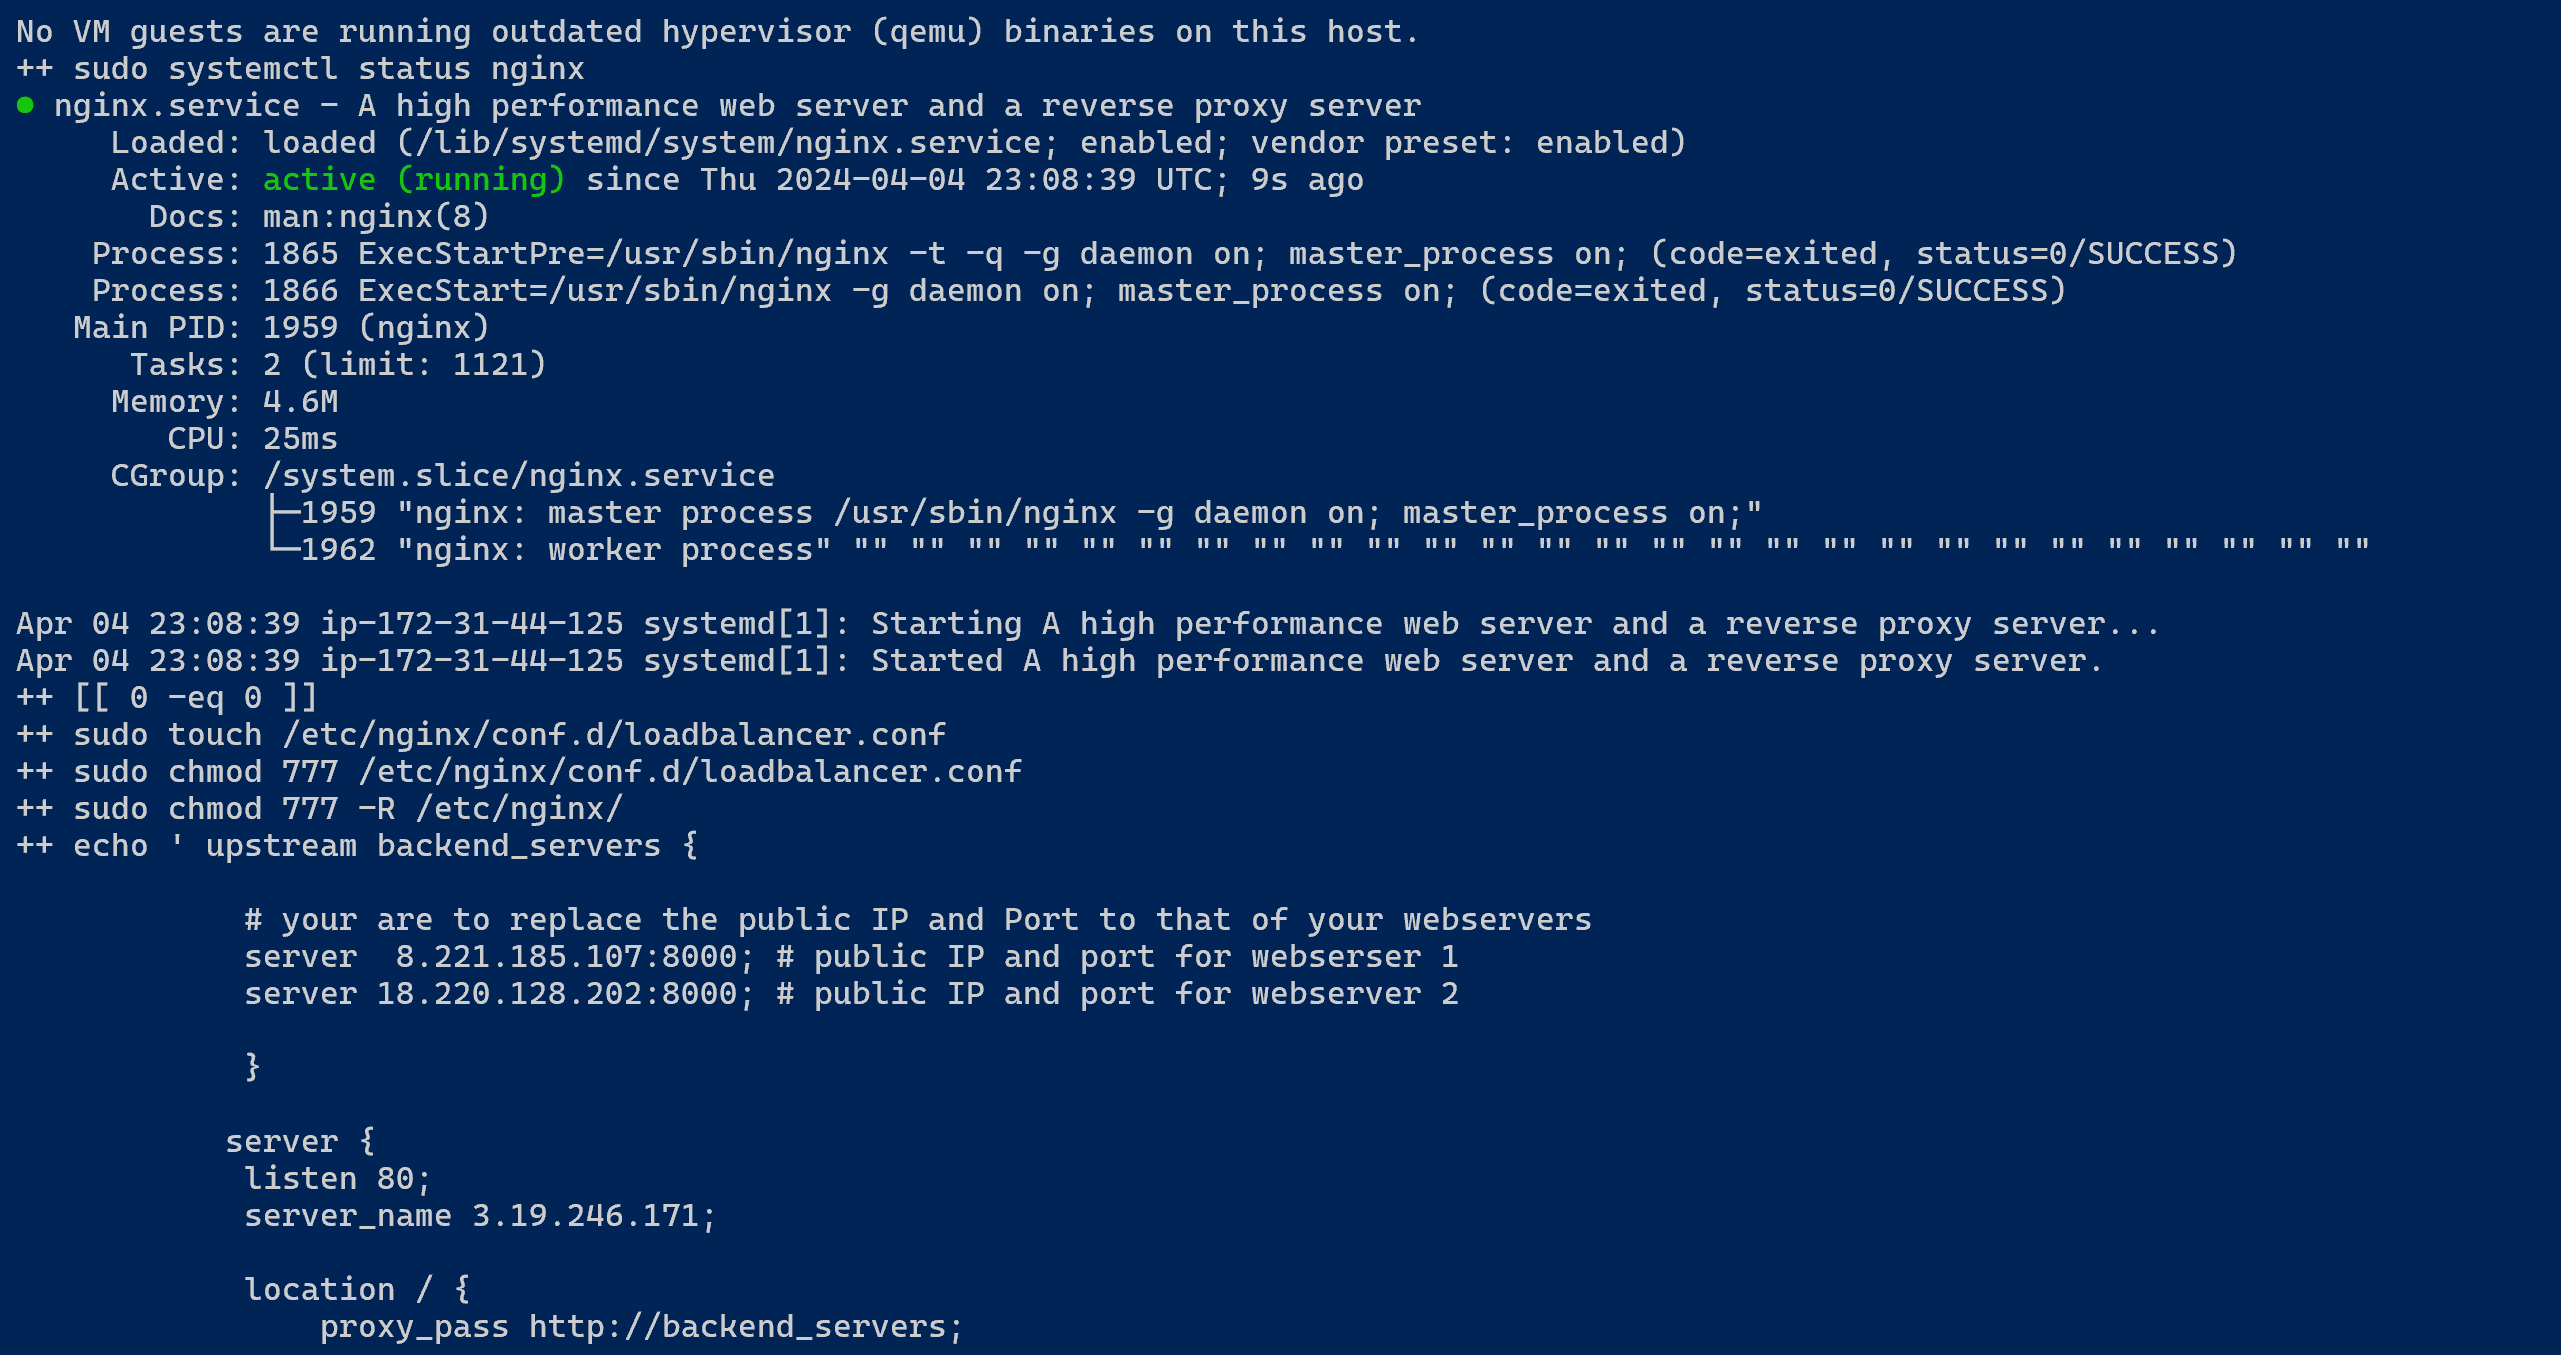 No VM guests are running outdated hypervisor (qemu) binaries on this host.
++ sudo systemctl status nginx
● nginx.service - A high performance web server and a reverse proxy server
     Loaded: loaded (/lib/systemd/system/nginx.service; enabled; vendor preset: enabled)
     Active: active (running) since Thu 2024-04-04 23:08:39 UTC; 9s ago
       Docs: man:nginx(8)
    Process: 1865 ExecStartPre=/usr/sbin/nginx -t -q -g daemon on; master_process on; (code=exited, status=0/SUCCESS)
    Process: 1866 ExecStart=/usr/sbin/nginx -g daemon on; master_process on; (code=exited, status=0/SUCCESS)
   Main PID: 1959 (nginx)
      Tasks: 2 (limit: 1121)
     Memory: 4.6M
        CPU: 25ms
     CGroup: /system.slice/nginx.service
             ├─1959 "nginx: master process /usr/sbin/nginx -g daemon on; master_process on;"
             └─1962 "nginx: worker process" "" "" "" "" "" "" "" "" "" "" "" "" "" "" "" "" "" "" "" "" "" "" "" "" "" "" ""

Apr 04 23:08:39 ip-172-31-44-125 systemd[1]: Starting A high performance web server and a reverse proxy server...
Apr 04 23:08:39 ip-172-31-44-125 systemd[1]: Started A high performance web server and a reverse proxy server.
++ [[ 0 -eq 0 ]]
++ sudo touch /etc/nginx/conf.d/loadbalancer.conf
++ sudo chmod 777 /etc/nginx/conf.d/loadbalancer.conf
++ sudo chmod 777 -R /etc/nginx/
++ echo ' upstream backend_servers {

            # your are to replace the public IP and Port to that of your webservers
            server  8.221.185.107:8000; # public IP and port for webserser 1
            server 18.220.128.202:8000; # public IP and port for webserver 2

            }

           server {
            listen 80;
            server_name 3.19.246.171;

            location / {
                proxy_pass http://backend_servers;